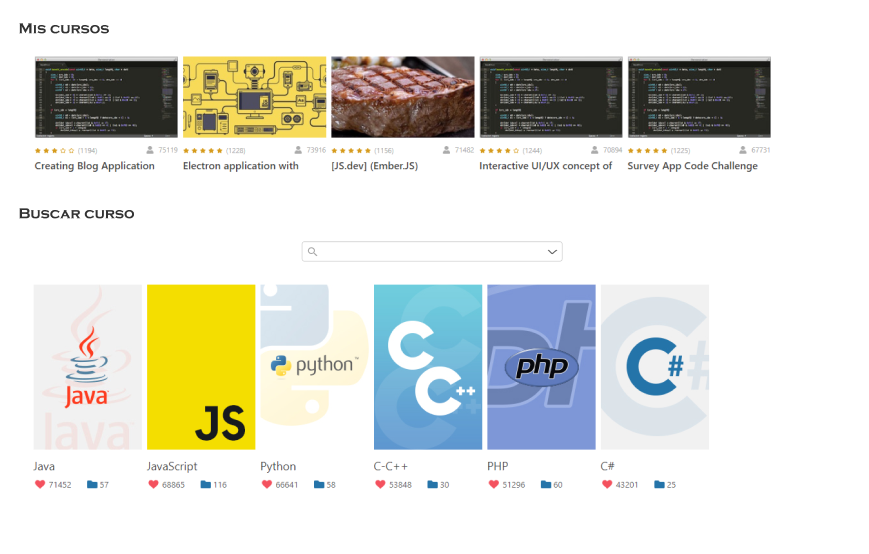 MIS CURSOS
(1194) 75119
(1228) 73916
(1156) 71482
(1244) 70894
(1225) 67731
Creating Blog Application
Electron application with
[JS.dev] (Ember.JS)
Interactive UI/UX concept of
Survey App Code Challenge
BUSCAR CURSO
Java
Java
JS
python™
C
C++
php
C#
Java
JavaScript
Python
C-C++
PHP
C#
71452 57
68865 116
66641 58
53848 30
51296 60
43201 25